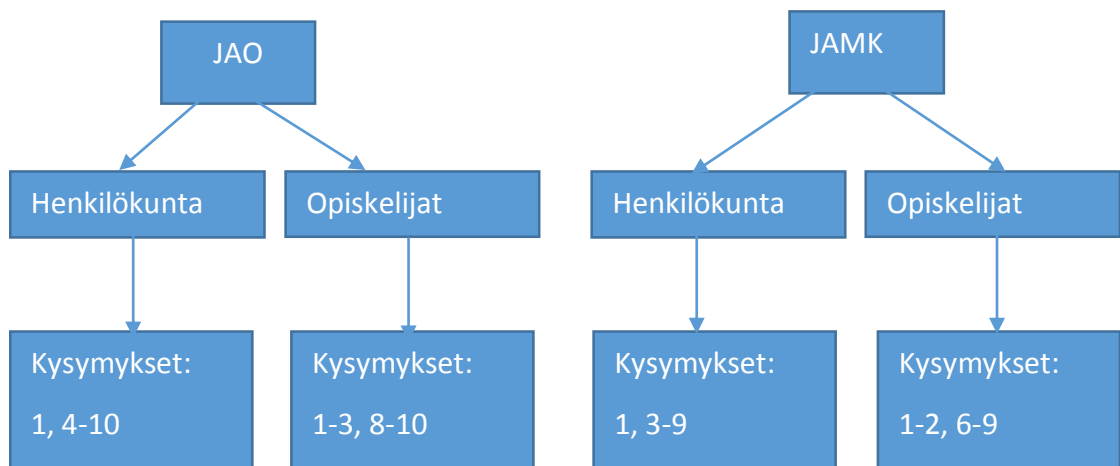 JAO
JAMK
Henkilökunta
Opiskelijat
Henkilökunta
Opiskelijat
Kysymykset:
1, 4-10
Kysymykset:
1-3, 8-10
Kysymykset:
1, 3-9
Kysymykset:
1-2, 6-9